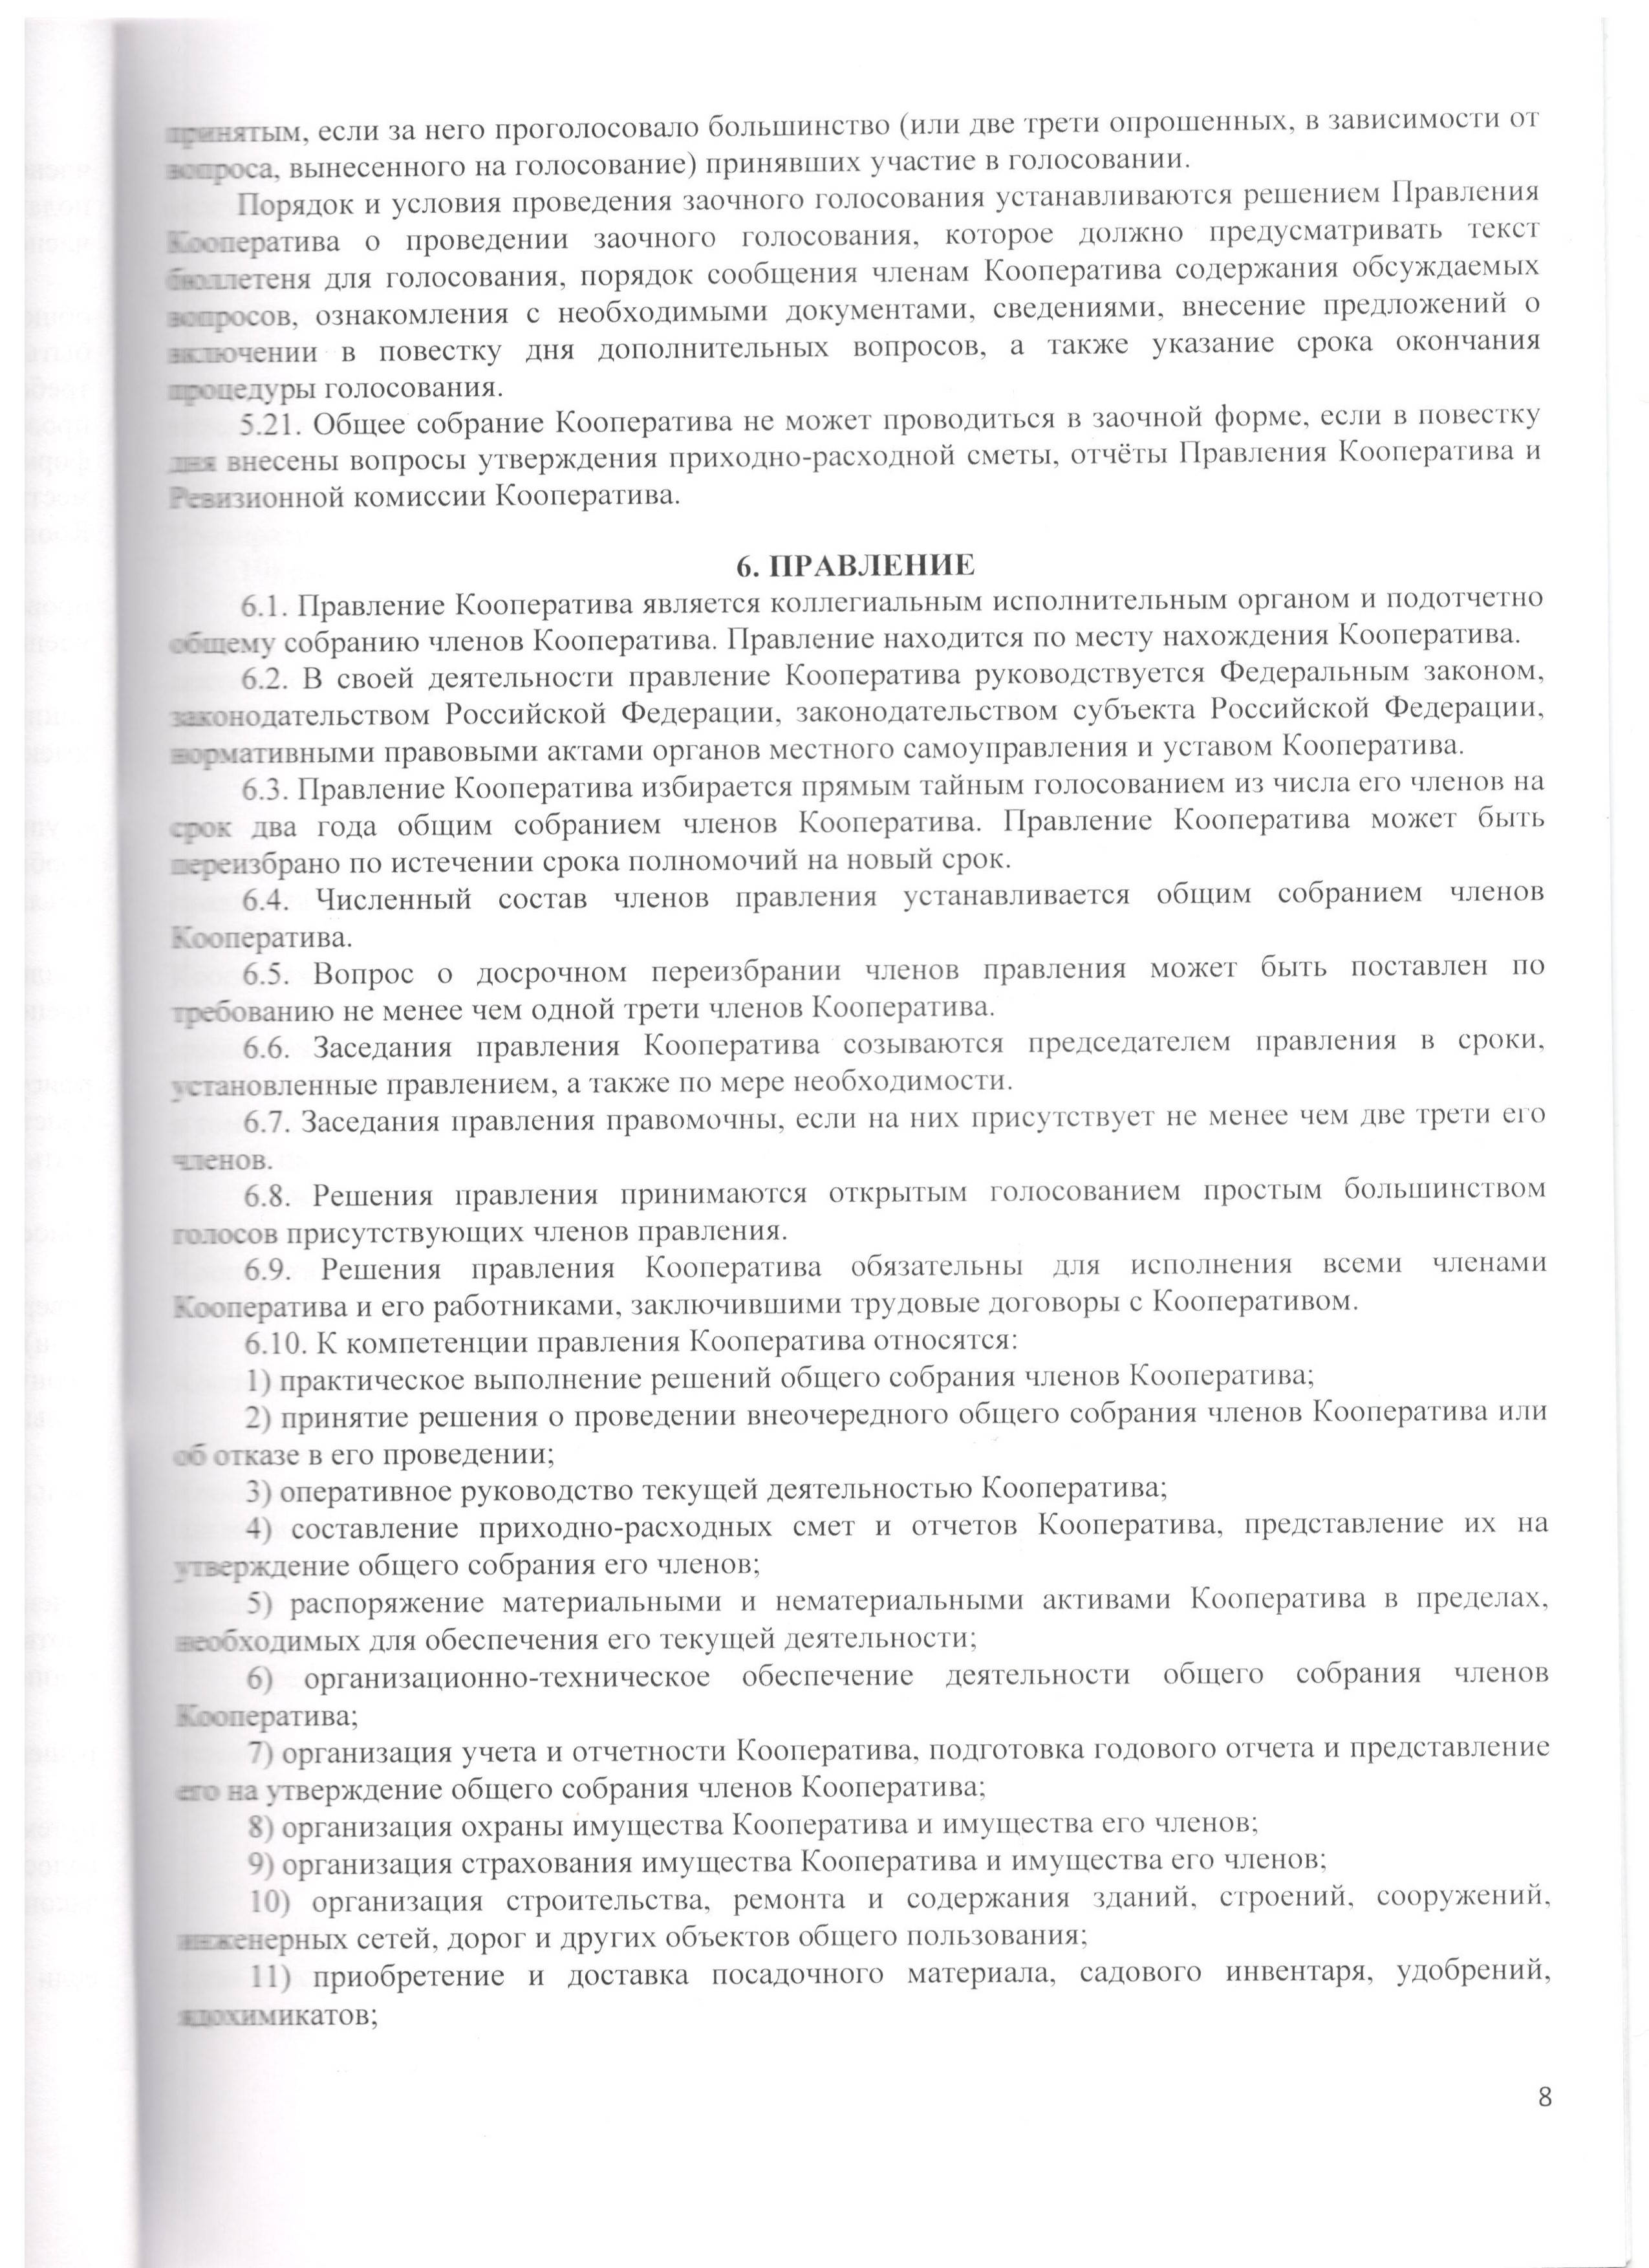 принятым, если за него проголосовало большинство (или две трети опрошенных, в зависимости от
вопроса, вынесенного на голосование) принявших участие в голосовании.
Порядок и условия проведения заочного голосования устанавливаются решением Правления
Кооператива о проведении заочного голосования, которое должно предусматривать текст
бюллетеня для голосования, порядок сообщения членам Кооператива содержания обсуждаемых
вопросов, ознакомления с необходимыми документами, сведениями, внесение предложений о
включении в повестку дня дополнительных вопросов, а также указание срока окончания
процедуры голосования.
5.21. Общее собрание Кооператива не может проводиться в заочной форме, если в повестку
дня внесены вопросы утверждения приходно-расходной сметы, отчёты Правления Кооператива и
Ревизионной комиссии Кооператива.
6. ПРАВЛЕНИЕ
6.1. Правление Кооператива является коллегиальным исполнительным органом и подотчетно
общему собранию членов Кооператива. Правление находится по месту нахождения Кооператива.
6.2. В своей деятельности правление Кооператива руководствуется Федеральным законом,
законодательством Российской Федерации, законодательством субъекта Российской Федерации,
нормативными правовыми актами органов местного самоуправления и уставом Кооператива.
6.3. Правление Кооператива избирается прямым тайным голосованием из числа его членов на
срок два года общим собранием членов Кооператива. Правление Кооператива может быть
переизбрано по истечении срока полномочий на новый срок.
6.4. Численный состав членов правления устанавливается общим собранием членов
Кооператива.
6.5. Вопрос о досрочном переизбрании членов правления может быть поставлен по
требованию не менее чем одной трети членов Кооператива.
6.6. Заседания правления Кооператива созываются председателем правления в сроки,
установленные правлением, а также по мере необходимости.
6.7. Заседания правления правомочны, если на них присутствует не менее чем две трети его
членов.
6.8. Решения правления принимаются открытым голосованием простым большинством
голосов присутствующих членов правления.
6.9. Решения правления Кооператива обязательны для исполнения всеми членами
Кооператива и его работниками, заключившими трудовые договоры с Кооперативом.
6.10. К компетенции правления Кооператива относятся:
1) практическое выполнение решений общего собрания членов Кооператива;
2) принятие решения о проведении внеочередного общего собрания членов Кооператива или
об отказе в его проведении;
3) оперативное руководство текущей деятельностью Кооператива;
4) составление приходно-расходных смет и отчетов Кооператива, представление их на
утверждение общего собрания его членов;
5) распоряжение материальными и нематериальными активами Кооператива в пределах,
необходимых для обеспечения его текущей деятельности;
6) организационно-техническое обеспечение деятельности общего собрания членов
Кооператива;
7) организация учета и отчетности Кооператива, подготовка годового отчета и представление
его на утверждение общего собрания членов Кооператива;
8) организация охраны имущества Кооператива и имущества его членов;
9) организация страхования имущества Кооператива и имущества его членов;
10) организация строительства, ремонта и содержания зданий, строений, сооружений,
инженерных сетей, дорог и других объектов общего пользования;
11) приобретение и доставка посадочного материала, садового инвентаря, удобрений,
ядохимикатов;
8